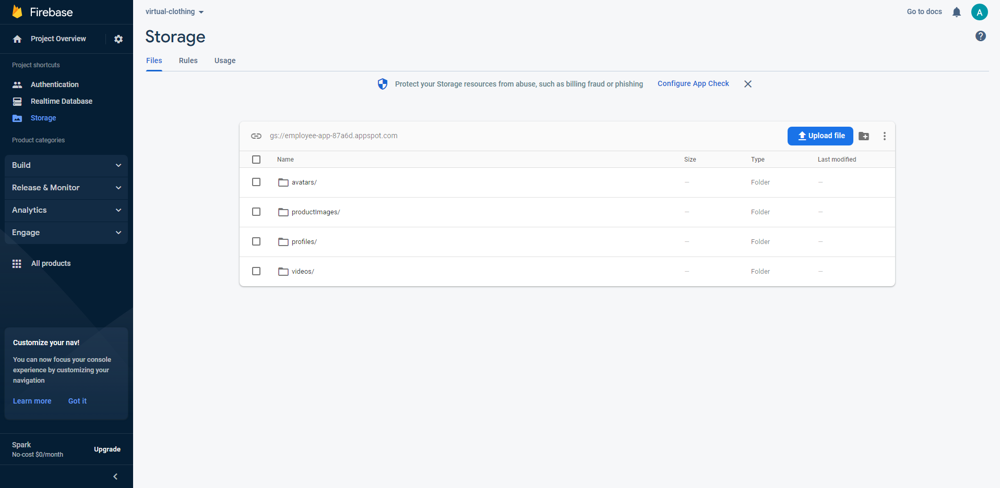 Firebase
Project Overview
Project shortcuts
Authentication
Realtime Database
Storage
Product categories
Build
Release & Monitor
Analytics
Engage
All products
Customize your nav!
You can now focus your console
experience by customizing your
navigation
Learn more Got it
Spark
No-cost $0/month
Upgrade
virtual-clothing
Go to docs
A
Storage
?
Files Rules Usage
Protect your Storage resources from abuse, such as billing fraud or phishing Configure App Check
gs://employee-app-87a6d.appspot.com
Upload file
Name Size Type Last modified
avatars/ — Folder —
productImages/ — Folder —
profiles/ — Folder —
videos/ — Folder —